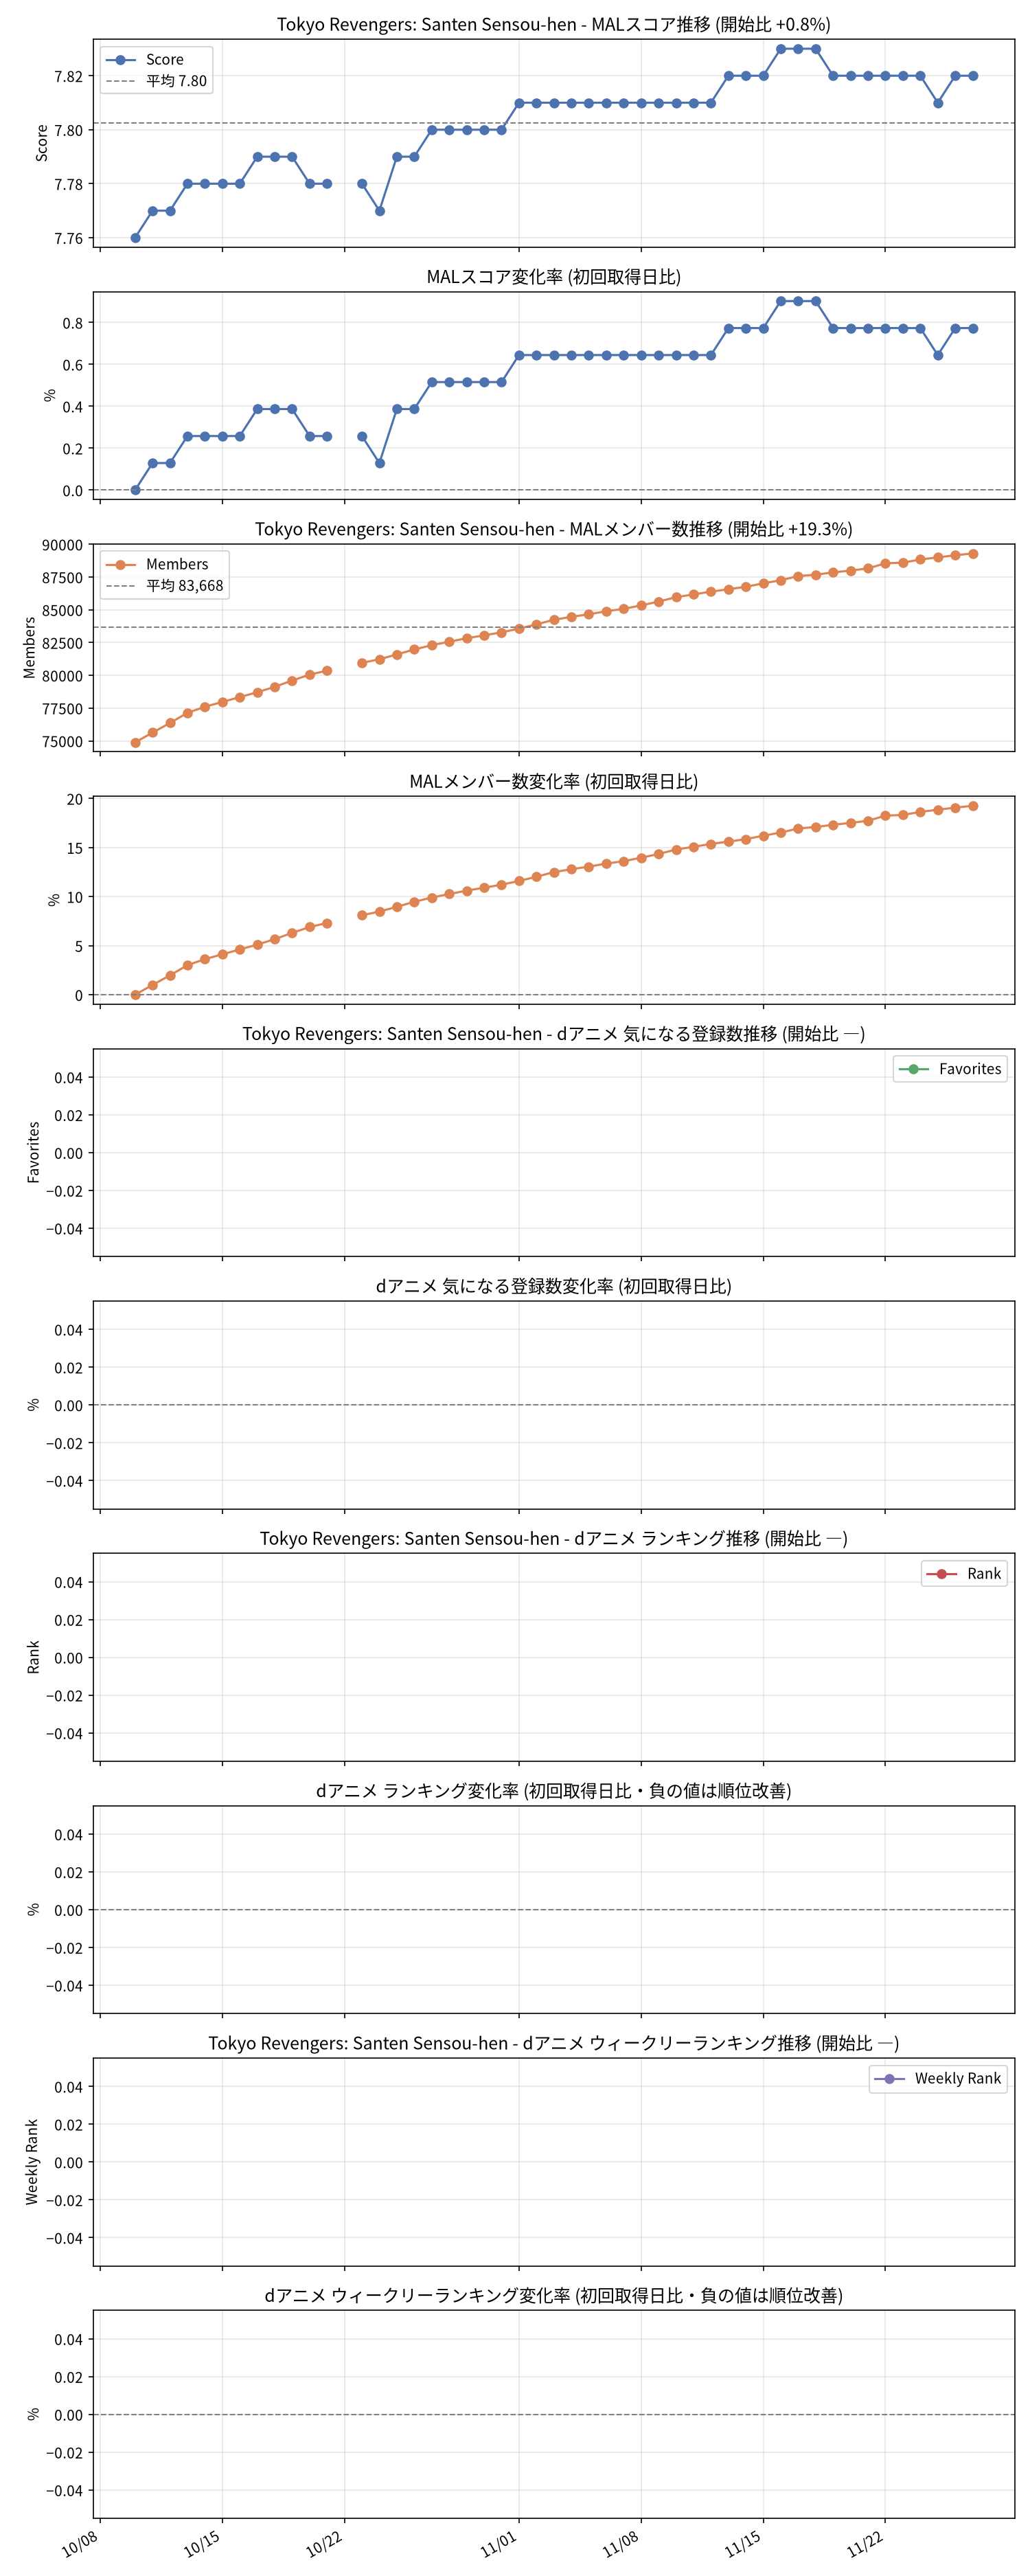 Tokyo Revengers: Santen Sensou-hen - MALスコア推移 (開始比 +0.8%)
Score
平均 7.80
Score
7.82
7.80
7.78
7.76
MALスコア変化率 (初回取得日比)
%
0.8
0.6
0.4
0.2
0.0
Tokyo Revengers: Santen Sensou-hen - MALメンバー数推移 (開始比 +19.3%)
Members
平均 83,668
Members
90000
87500
85000
82500
80000
77500
75000
MALメンバー数変化率 (初回取得日比)
%
20
15
10
5
0
Tokyo Revengers: Santen Sensou-hen - dアニメ 気になる登録数推移 (開始比 —)
Favorites
Favorites
0.04
0.02
0.00
−0.02
−0.04
dアニメ 気になる登録数変化率 (初回取得日比)
%
0.04
0.02
0.00
−0.02
−0.04
Tokyo Revengers: Santen Sensou-hen - dアニメ ランキング推移 (開始比 —)
Rank
Rank
0.04
0.02
0.00
−0.02
−0.04
dアニメ ランキング変化率 (初回取得日比・負の値は順位改善)
%
0.04
0.02
0.00
−0.02
−0.04
Tokyo Revengers: Santen Sensou-hen - dアニメ ウィークリーランキング推移 (開始比 —)
Weekly Rank
Weekly Rank
0.04
0.02
0.00
−0.02
−0.04
dアニメ ウィークリーランキング変化率 (初回取得日比・負の値は順位改善)
%
0.04
0.02
0.00
−0.02
−0.04
10/08
10/15
10/22
11/01
11/08
11/15
11/22